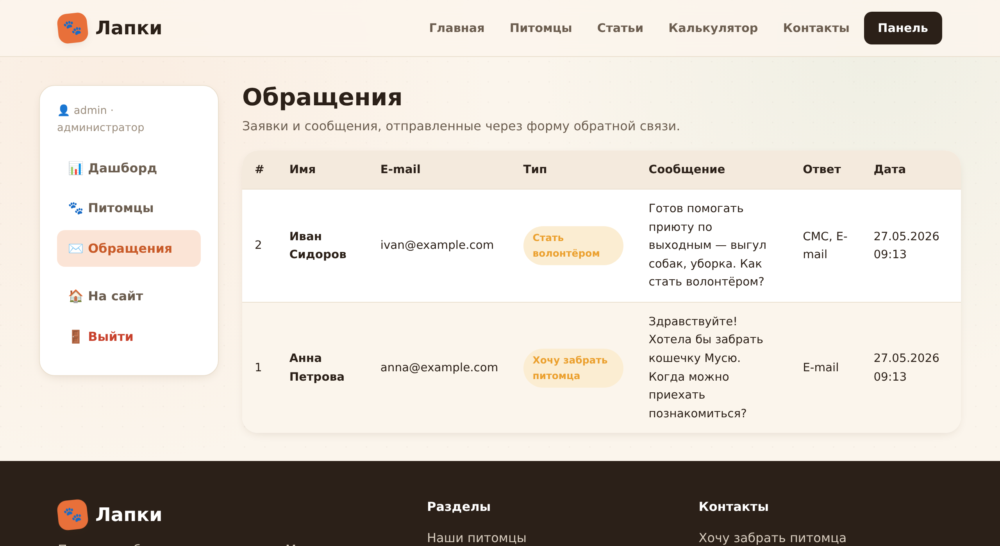 Лапки
Главная
Питомцы
Статьи
Калькулятор
Контакты
Панель
admin ·
администратор
Дашборд
Питомцы
Обращения
На сайт
Выйти
Обращения
Заявки и сообщения, отправленные через форму обратной связи.
# Имя E-mail Тип Сообщение Ответ Дата
2
Иван
Сидоров
ivan@example.com
Стать
волонтёром
Готов помогать
приюту по
выходным — выгул
собак, уборка. Как
стать волонтёром?
СМС, E-
mail
27.05.2026
09:13
1
Анна
Петрова
anna@example.com
Хочу забрать
питомца
Здравствуйте!
Хотела бы забрать
кошечку Мусю.
Когда можно
приехать
познакомиться?
E-mail
27.05.2026
09:13
Лапки
Разделы
Наши питомцы
Контакты
Хочу забрать питомца